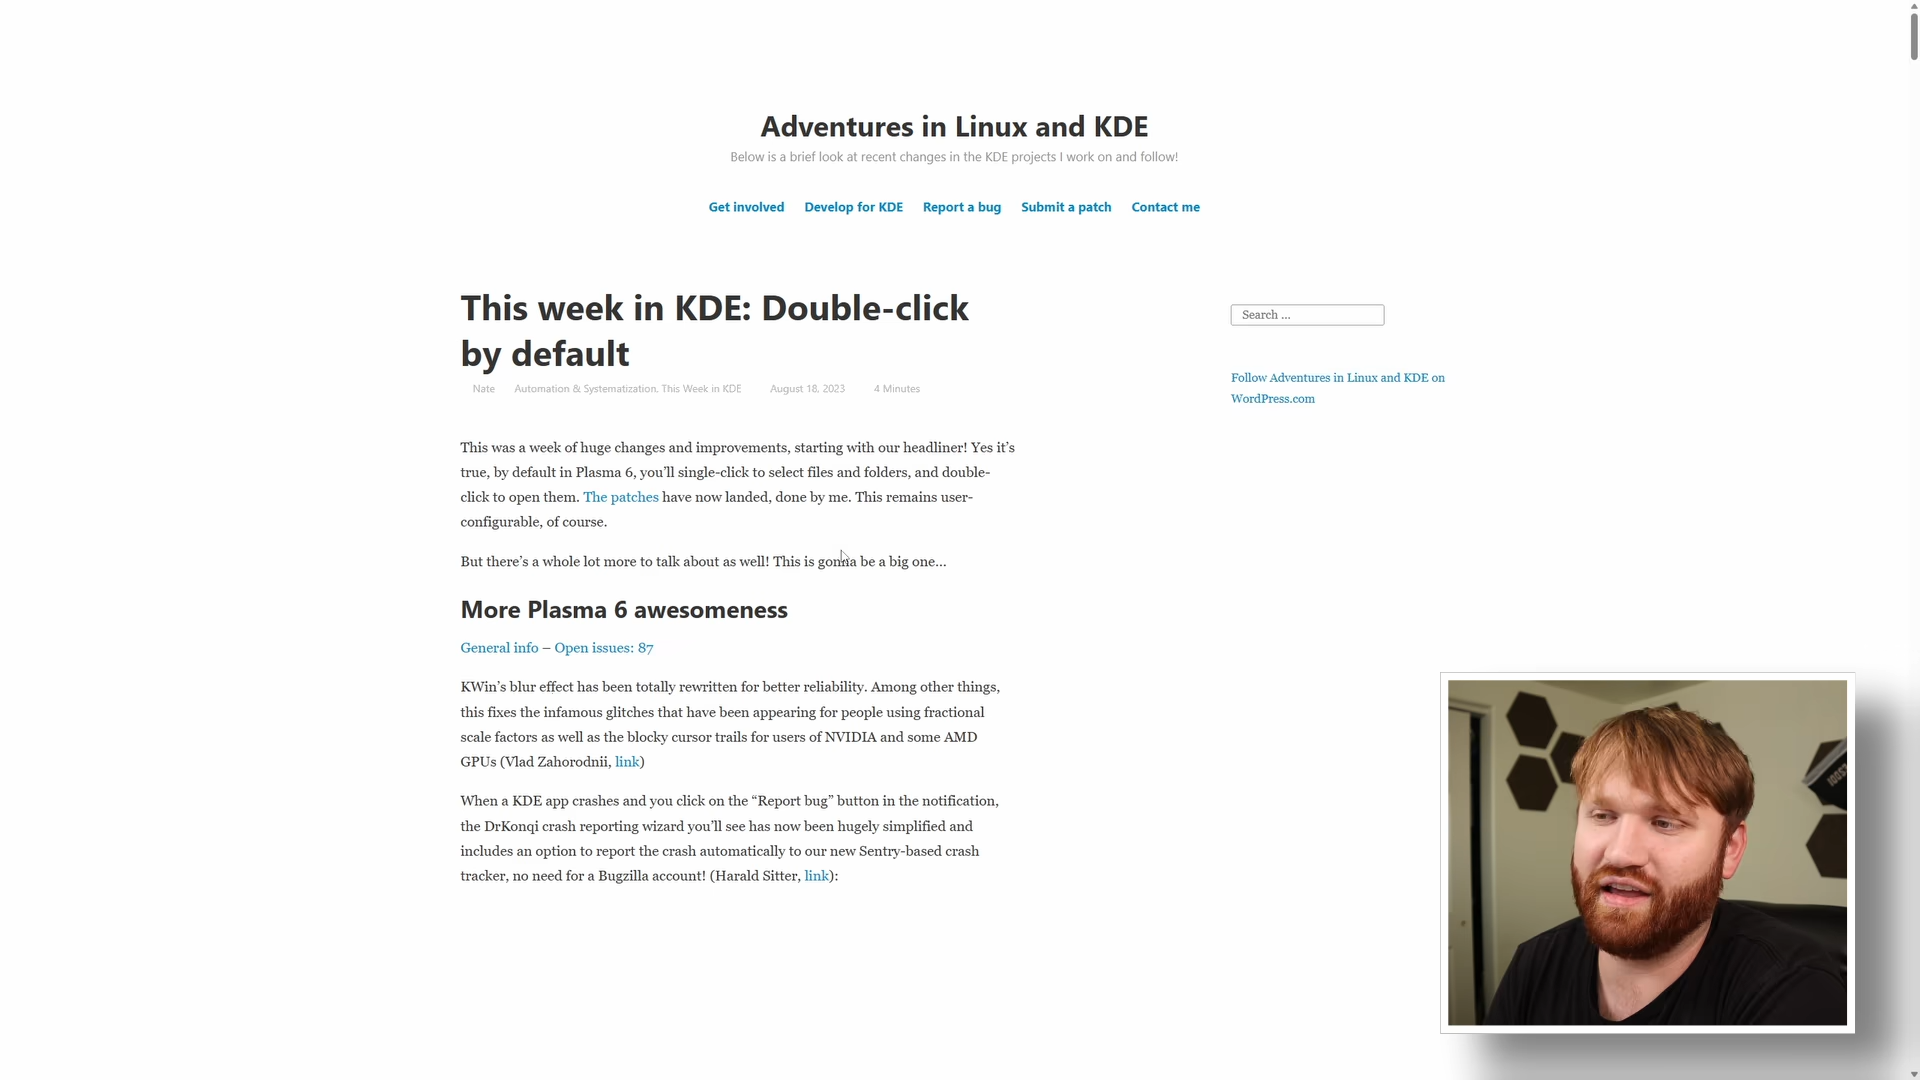 Adventures in Linux and KDE
Below is a brief look at recent changes in the KDE projects I work on and follow!
Get involved Develop for KDE Report a bug Submit a patch Contact me
This week in KDE: Double-click
by default
Nate Automation & Systematization, This Week in KDE August 18, 2023 4 Minutes
This was a week of huge changes and improvements, starting with our headliner! Yes it’s
true, by default in Plasma 6, you’ll single-click to select files and folders, and double-
click to open them. The patches have now landed, done by me. This remains user-
configurable, of course.
But there’s a whole lot more to talk about as well! This is gonna be a big one…
More Plasma 6 awesomeness
General info – Open issues: 87
KWin’s blur effect has been totally rewritten for better reliability. Among other things,
this fixes the infamous glitches that have been appearing for people using fractional
scale factors as well as the blocky cursor trails for users of NVIDIA and some AMD
GPUs (Vlad Zahorodnii, link)
When a KDE app crashes and you click on the “Report bug” button in the notification,
the DrKonqi crash reporting wizard you’ll see has now been hugely simplified and
includes an option to report the crash automatically to our new Sentry-based crash
tracker, no need for a Bugzilla account! (Harald Sitter, link):
Search ...
Follow Adventures in Linux and KDE on
WordPress.com